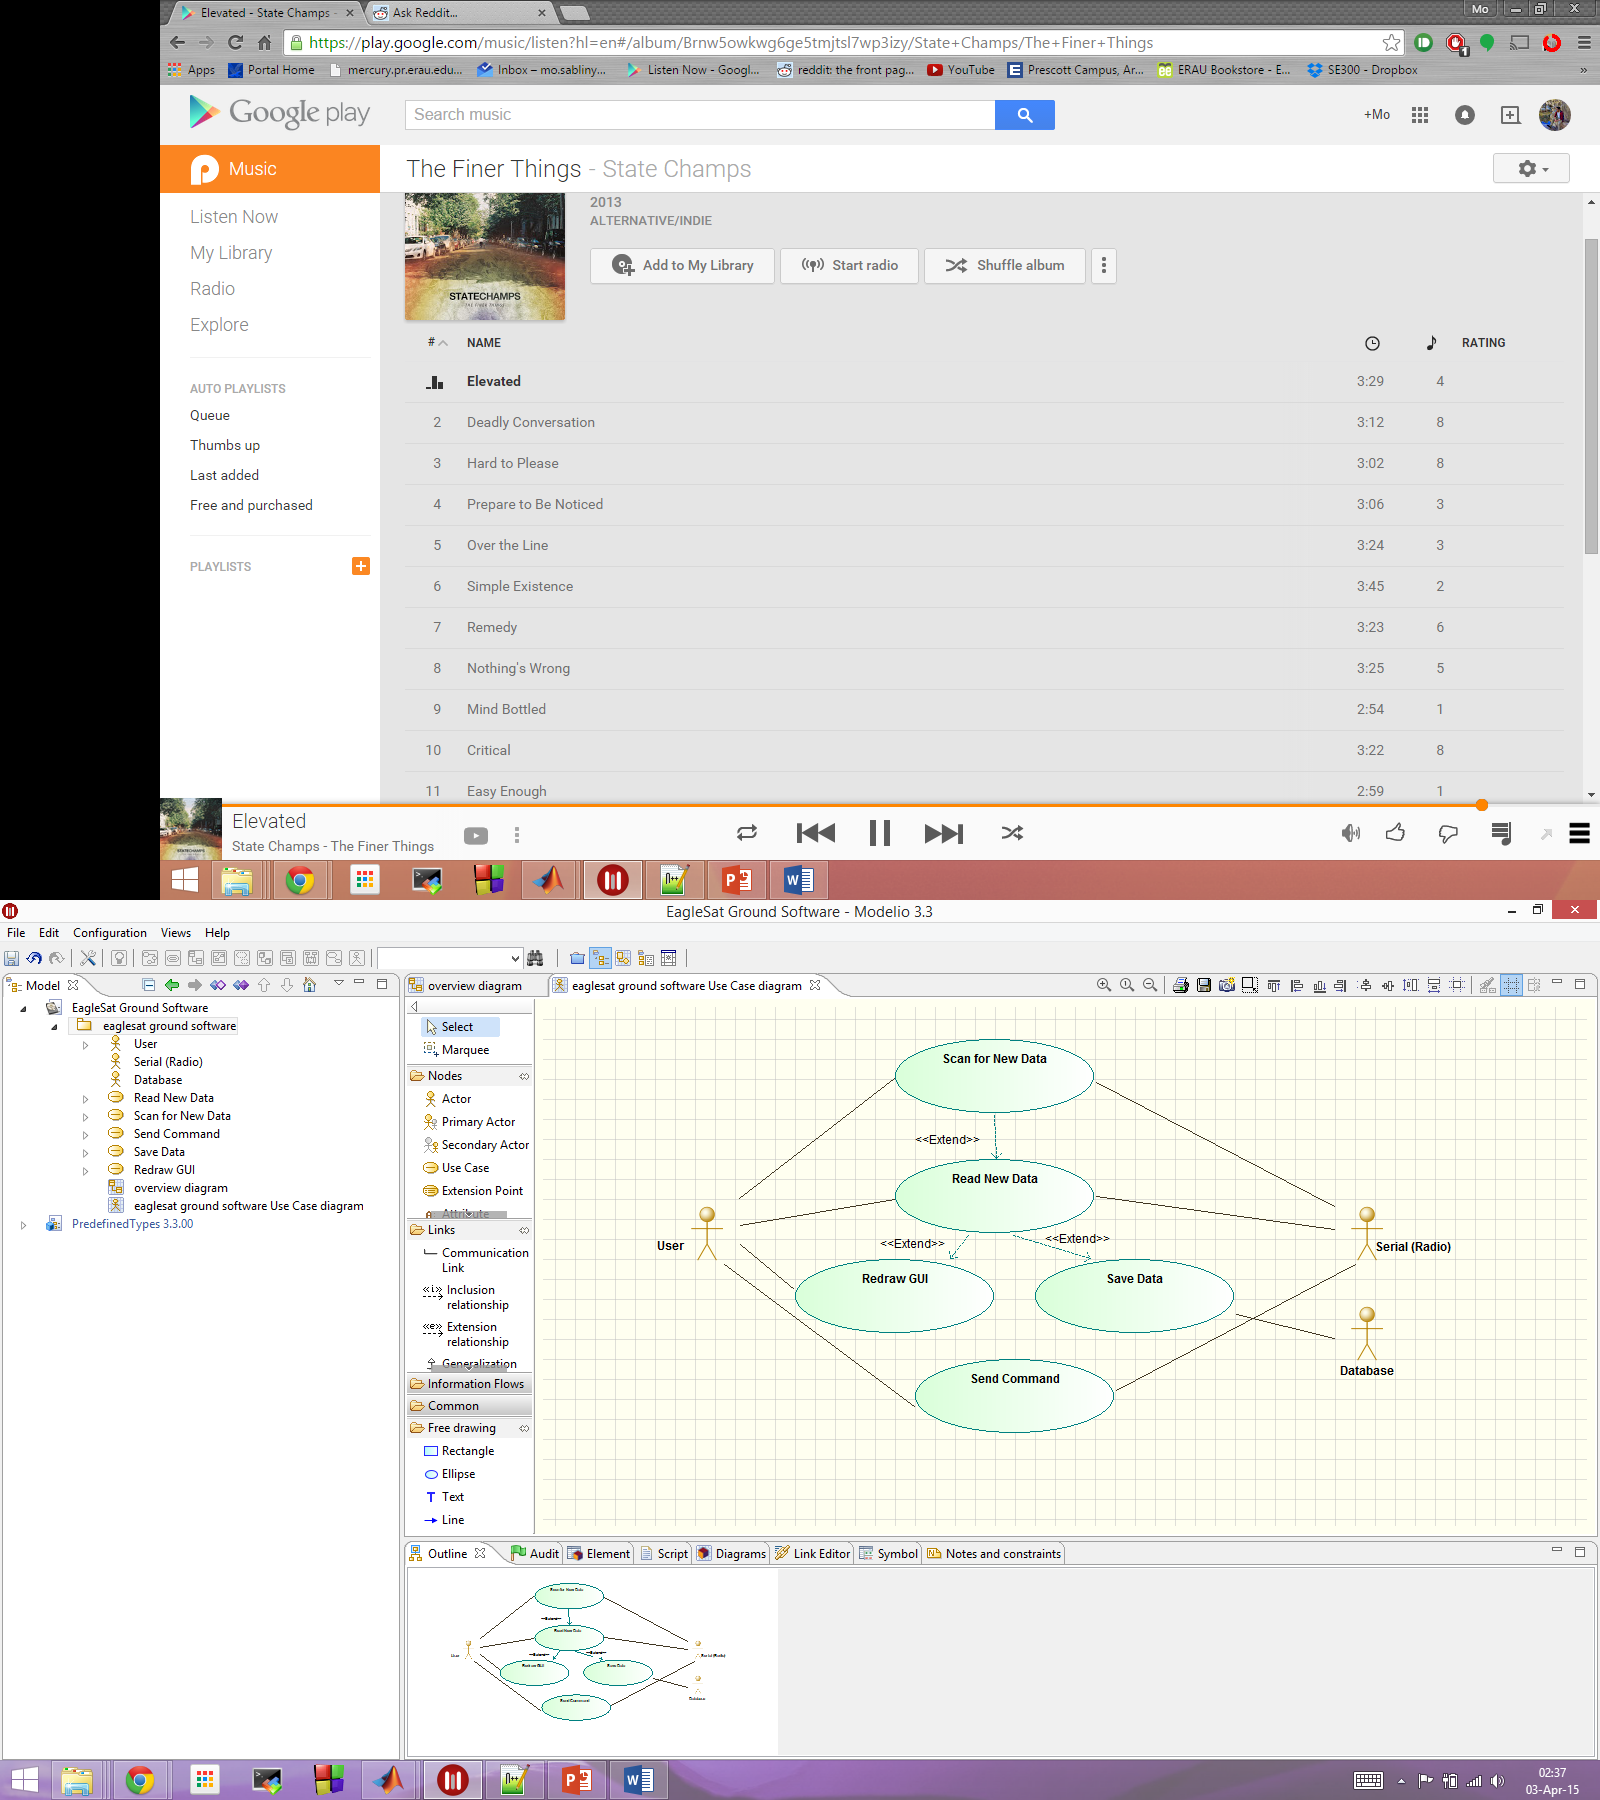 Elevated - State Champs -
Ask Reddit...
Mo
https://play.google.com/music/listen?hl=en#/album/Brnw5owkwg6ge5tmjtsl7wp3izy/State+Champs/The+Finer+Things
1
Apps
Portal Home
mercury.pr.erau.edu...
Inbox – mo.sabliny...
Listen Now - Googl...
reddit: the front pag...
YouTube
Prescott Campus, Ar...
ERAU Bookstore - E...
SE300 - Dropbox
»
Google play
Search music
+Mo
Music
The Finer Things - State Champs
Listen Now
My Library
Radio
Explore
AUTO PLAYLISTS
Queue
Thumbs up
Last added
Free and purchased
PLAYLISTS
STATECHAMPS
The Finer Things
2013
ALTERNATIVE/INDIE
Add to My Library
Start radio
Shuffle album
# NAME RATING
Elevated 3:29 4
2 Deadly Conversation 3:12 8
3 Hard to Please 3:02 8
4 Prepare to Be Noticed 3:06 3
5 Over the Line 3:24 3
6 Simple Existence 3:45 2
7 Remedy 3:23 6
8 Nothing's Wrong 3:25 5
9 Mind Bottled 2:54 1
10 Critical 3:22 8
11 Easy Enough 2:59 1
Elevated
State Champs - The Finer Things
EagleSat Ground Software - Modelio 3.3
File Edit Configuration Views Help
Model
EagleSat Ground Software
eaglesat ground software
User
Serial (Radio)
Database
Read New Data
Scan for New Data
Send Command
Save Data
Redraw GUI
overview diagram
eaglesat ground software Use Case diagram
PredefinedTypes 3.3.00
overview diagram
eaglesat ground software Use Case diagram
Select
Marquee
Nodes
Actor
Primary Actor
Secondary Actor
Use Case
Extension Point
Attribute
Links
Communication
Link
Inclusion
relationship
Extension
relationship
Generalization
Information Flows
Common
Free drawing
Rectangle
Ellipse
Text
Line
Scan for New Data
<<Extend>>
Read New Data
<<Extend>>
<<Extend>>
User
Serial (Radio)
Redraw GUI
Save Data
Database
Send Command
Outline
Audit
Element
Script
Diagrams
Link Editor
Symbol
Notes and constraints
02:37
03-Apr-15